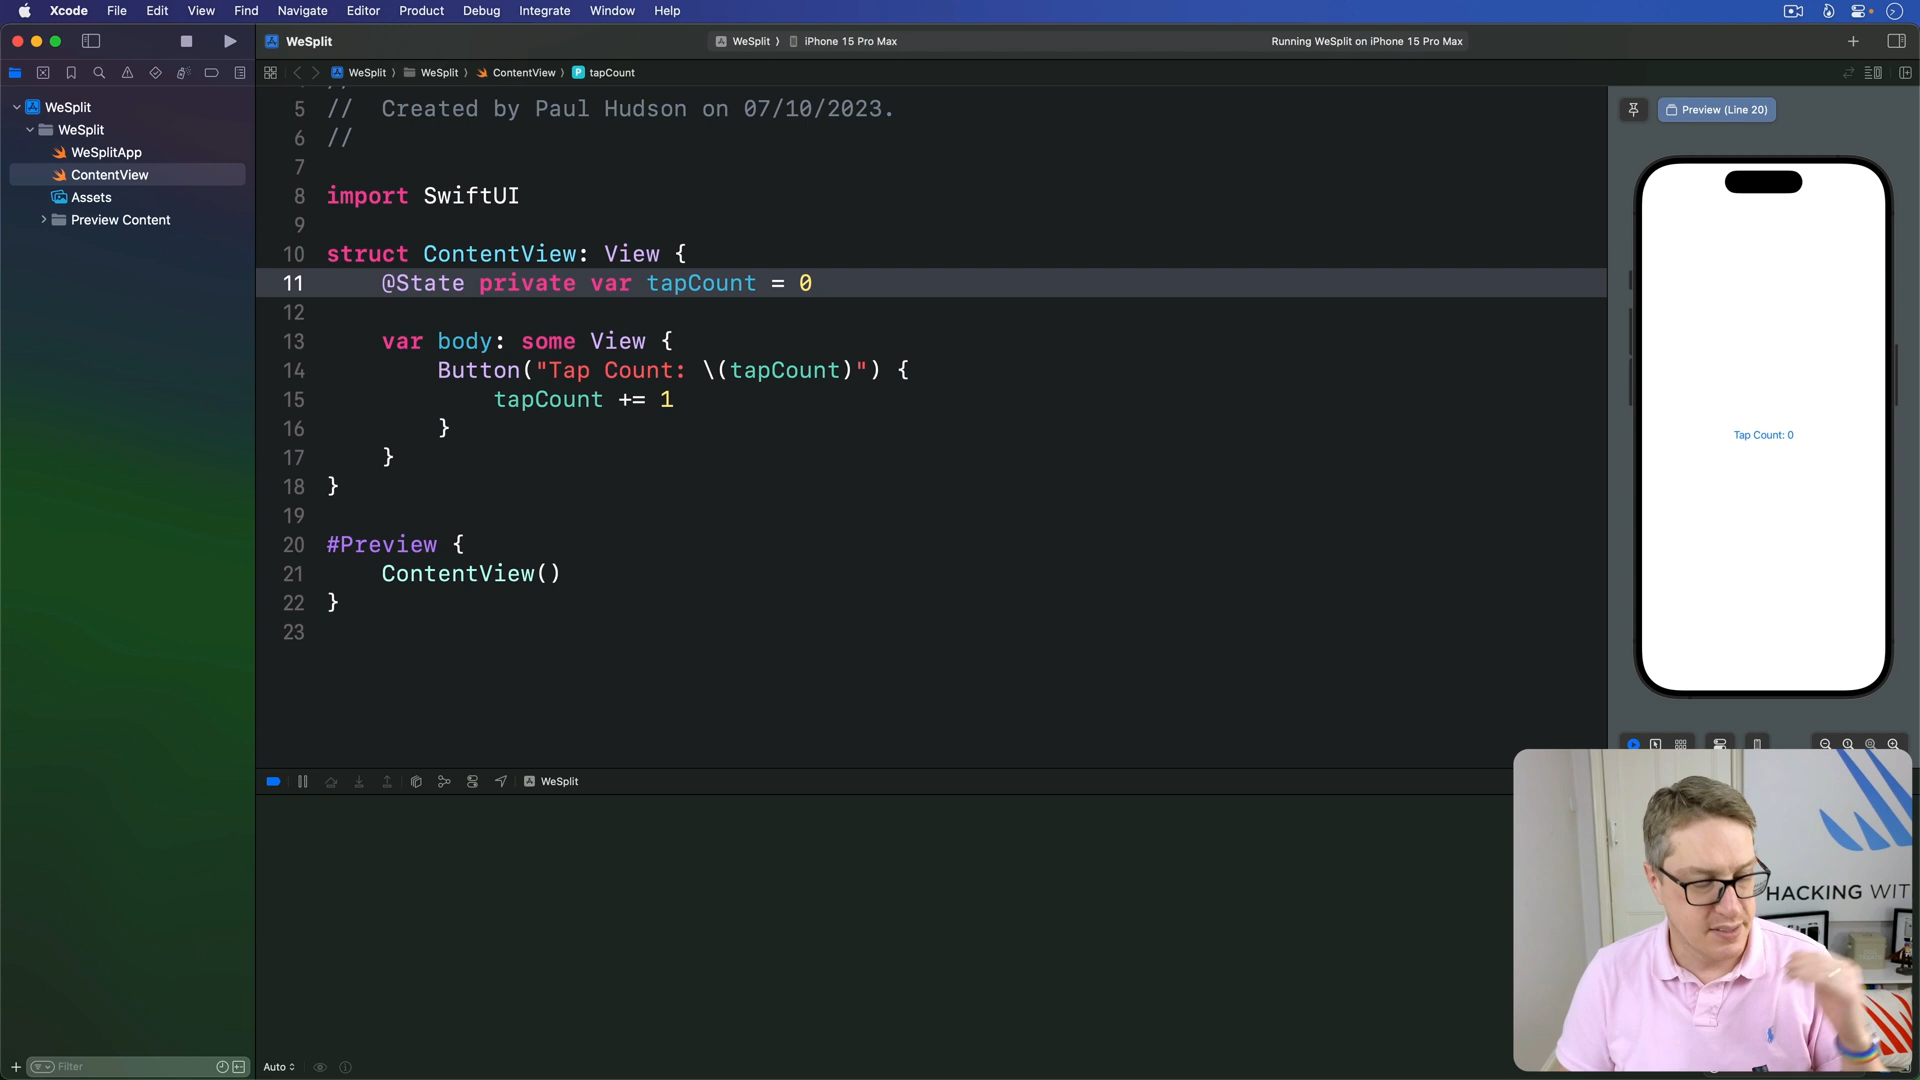 Xcode File Edit View Find Navigate Editor Product Debug Integrate Window Help
WeSplit
WeSplit 〉 iPhone 15 Pro Max
Running WeSplit on iPhone 15 Pro Max
WeSplit 〉 WeSplit 〉 ContentView 〉 P tapCount
WeSplit
WeSplit
WeSplitApp
ContentView
Assets
Preview Content
5 //  Created by Paul Hudson on 07/10/2023.
6 //
7
8 import SwiftUI
9
10 struct ContentView: View {
11     @State private var tapCount = 0
12
13     var body: some View {
14         Button("Tap Count: \(tapCount)") {
15             tapCount += 1
16         }
17     }
18 }
19
20 #Preview {
21     ContentView()
22 }
23
Preview (Line 20)
Tap Count: 0
WeSplit
HACKING WIT
Filter
Auto